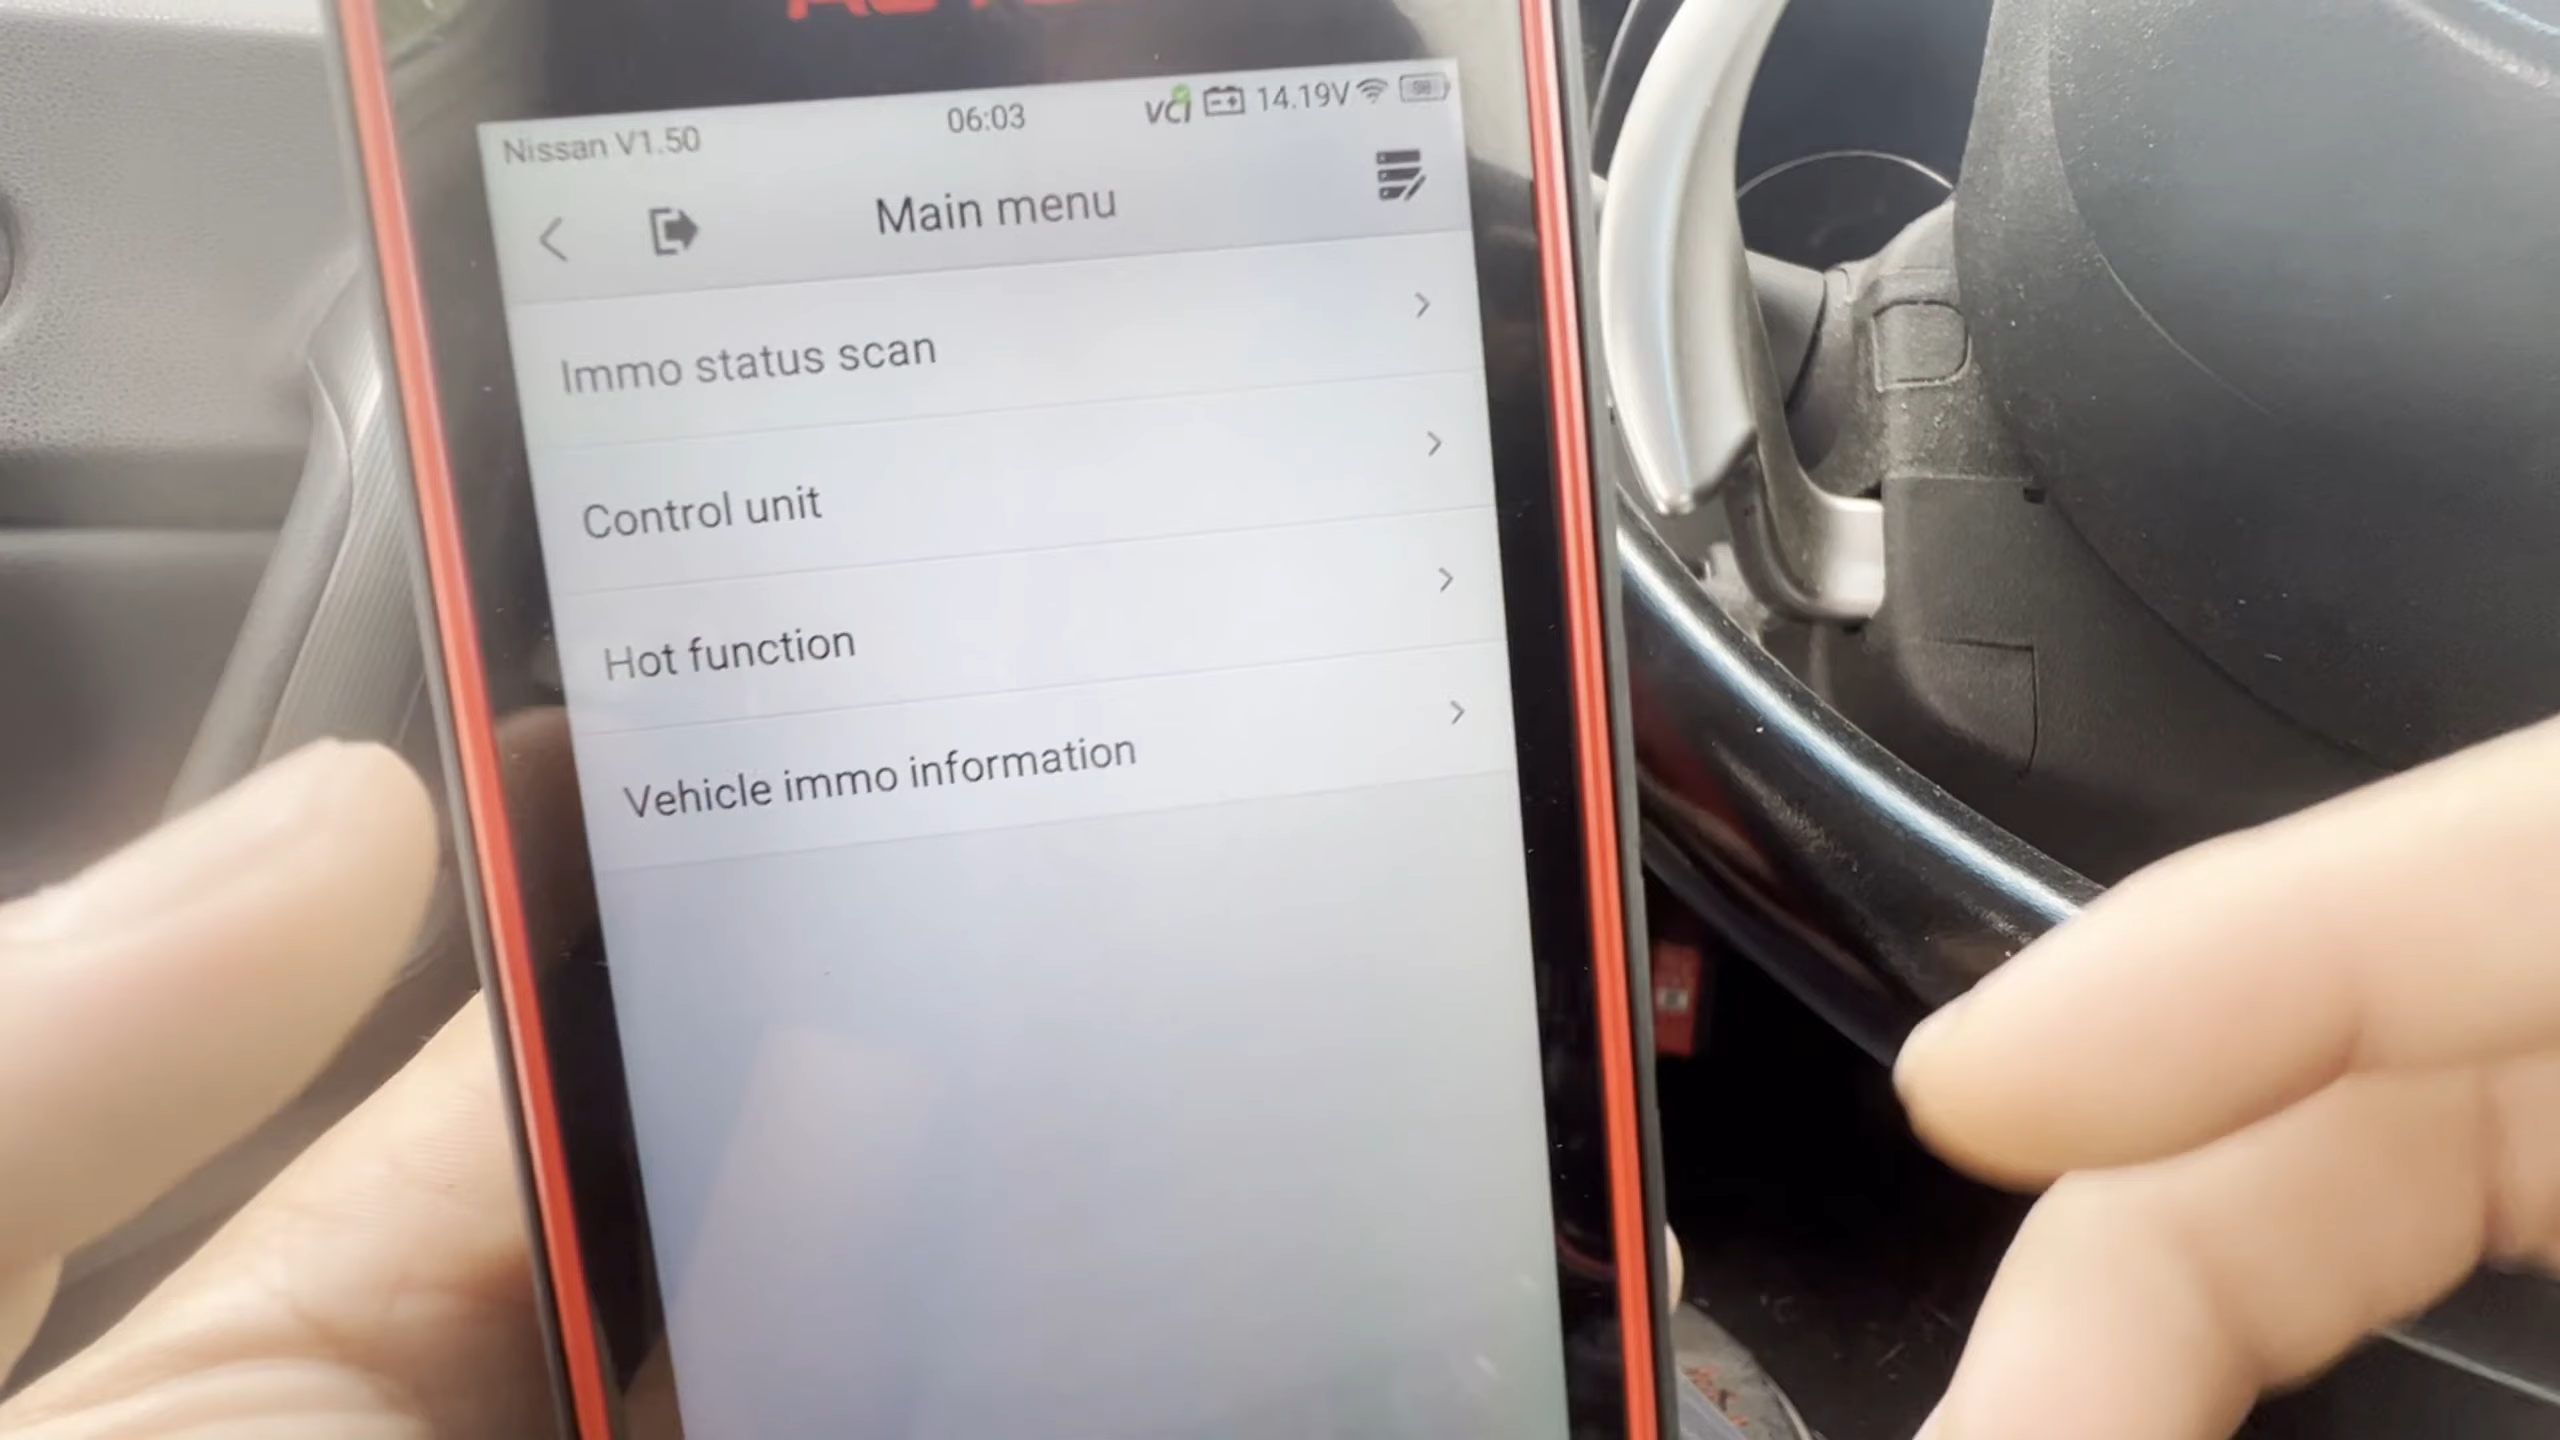 Nissan V1.50
06:03
VCI 14.19V
Main menu
Immo status scan
Control unit
Hot function
Vehicle immo information